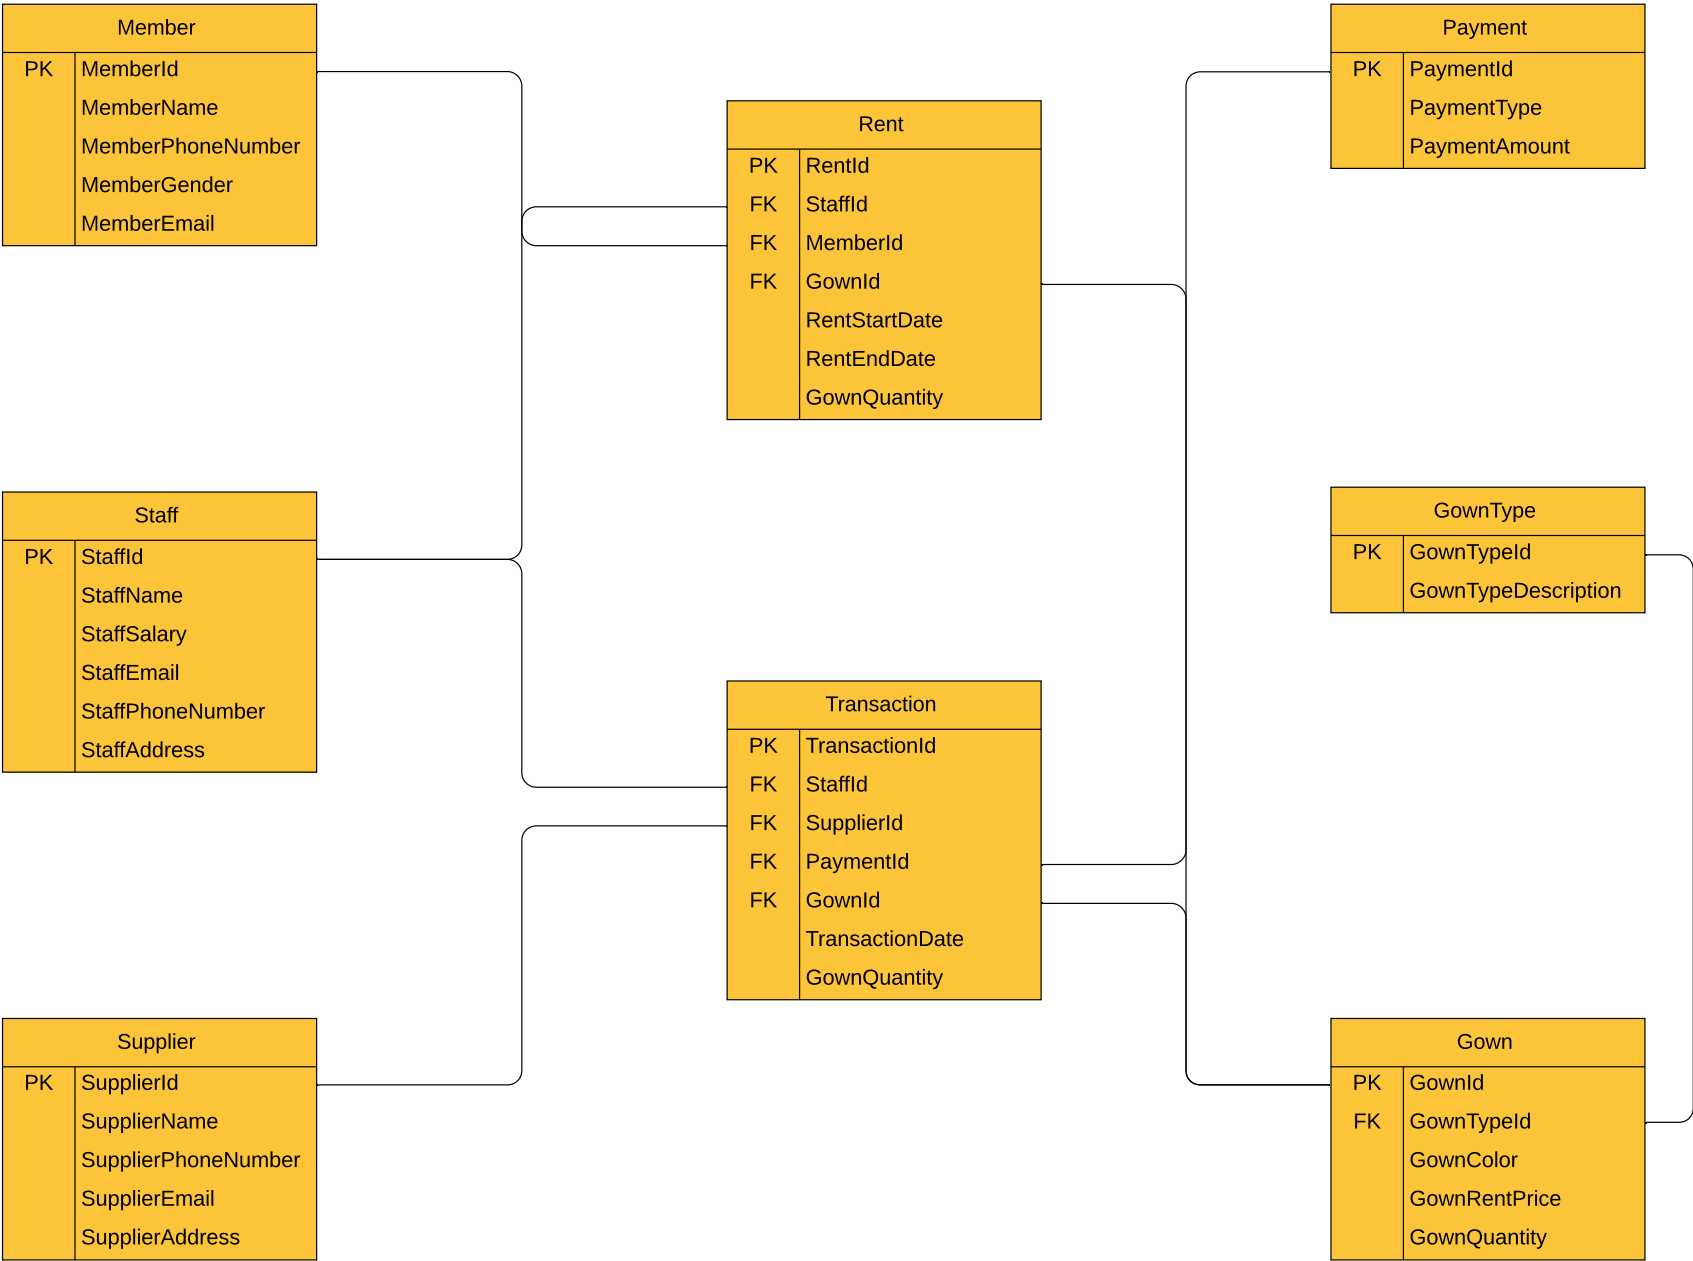 Member
PK MemberId
MemberName
MemberPhoneNumber
MemberGender
MemberEmail
Staff
PK StaffId
StaffName
StaffSalary
StaffEmail
StaffPhoneNumber
StaffAddress
Supplier
PK SupplierId
SupplierName
SupplierPhoneNumber
SupplierEmail
SupplierAddress
Rent
PK RentId
FK StaffId
FK MemberId
FK GownId
RentStartDate
RentEndDate
GownQuantity
Transaction
PK TransactionId
FK StaffId
FK SupplierId
FK PaymentId
FK GownId
TransactionDate
GownQuantity
Payment
PK PaymentId
PaymentType
PaymentAmount
GownType
PK GownTypeId
GownTypeDescription
Gown
PK GownId
FK GownTypeId
GownColor
GownRentPrice
GownQuantity